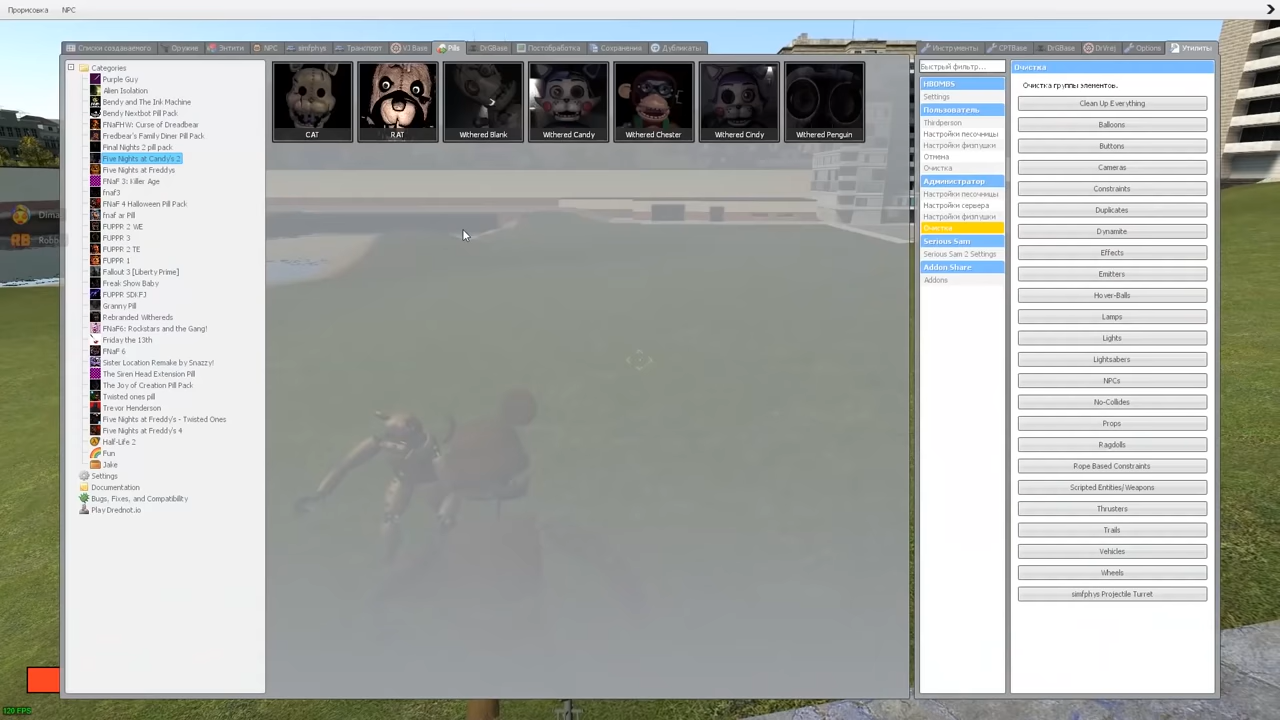 Прорисовка NPC
Списки создаваемого Оружие Энтити NPC simfphys Транспорт VJ Base Pills DrGBase Постобработка Сохранения Дубликаты
Инструменты CPTBase DrGBase DrVrej Options Утилиты
Categories
Purple Guy
Alien Isolation
Bendy and The Ink Machine
Bendy Nextbot Pill Pack
FNaFHW: Curse of Dreadbear
Fredbear's Family Diner Pill Pack
Final Nights 2 pill pack
Five Nights at Candy's 2
Five Nights at Freddys
FNaF 3: Killer Age
fnaf3
FNAF 4 Halloween Pill Pack
fnaf ar Pill
FUPPR 2 WE
FUPPR 3
FUPPR 2 TE
FUPPR 1
Fallout 3 [Liberty Prime]
Freak Show Baby
FUPPR SDI.FJ
Granny Pill
Rebranded Withereds
FNaF6: Rockstars and the Gang!
Friday the 13th
FNaF 6
Sister Location Remake by Snazzy!
The Siren Head Extension Pill
The Joy of Creation Pill Pack
Twisted ones pill
Trevor Henderson
Five Nights at Freddy's - Twisted Ones
Five Nights at Freddy's 4
Half-Life 2
Fun
Jake
Settings
Documentation
Bugs, Fixes, and Compatibility
Play Drednot.io
CAT
RAT
Withered Blank
Withered Candy
Withered Chester
Withered Cindy
Withered Penguin
Быстрый фильтр...
HBOMBS
Settings
Пользователь
Thirdperson
Настройки песочницы
Настройки физпушки
Отмена
Очистка
Администратор
Настройки песочницы
Настройки сервера
Настройки физпушки
Очистка
Serious Sam
Serious Sam 2 Settings
Addon Share
Addons
Очистка
Очистка группы элементов.
Clean Up Everything
Balloons
Buttons
Cameras
Constraints
Duplicates
Dynamite
Effects
Emitters
Hover-Balls
Lamps
Lights
Lightsabers
NPCs
No-Collides
Props
Ragdolls
Rope Based Constraints
Scripted Entities/Weapons
Thrusters
Trails
Vehicles
Wheels
simfphys Projectile Turret
120 FPS